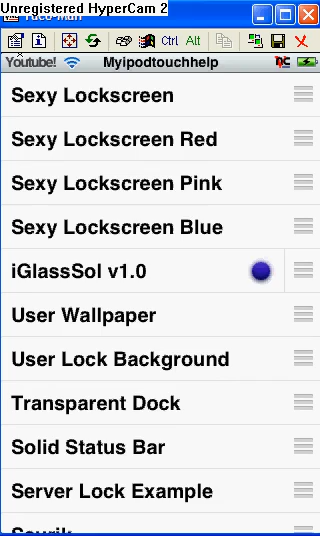 Unregistered HyperCam 2
Ctrl Alt
Youtube! Myipodtouchhelp
Sexy Lockscreen
Sexy Lockscreen Red
Sexy Lockscreen Pink
Sexy Lockscreen Blue
iGlassSol v1.0
User Wallpaper
User Lock Background
Transparent Dock
Solid Status Bar
Server Lock Example